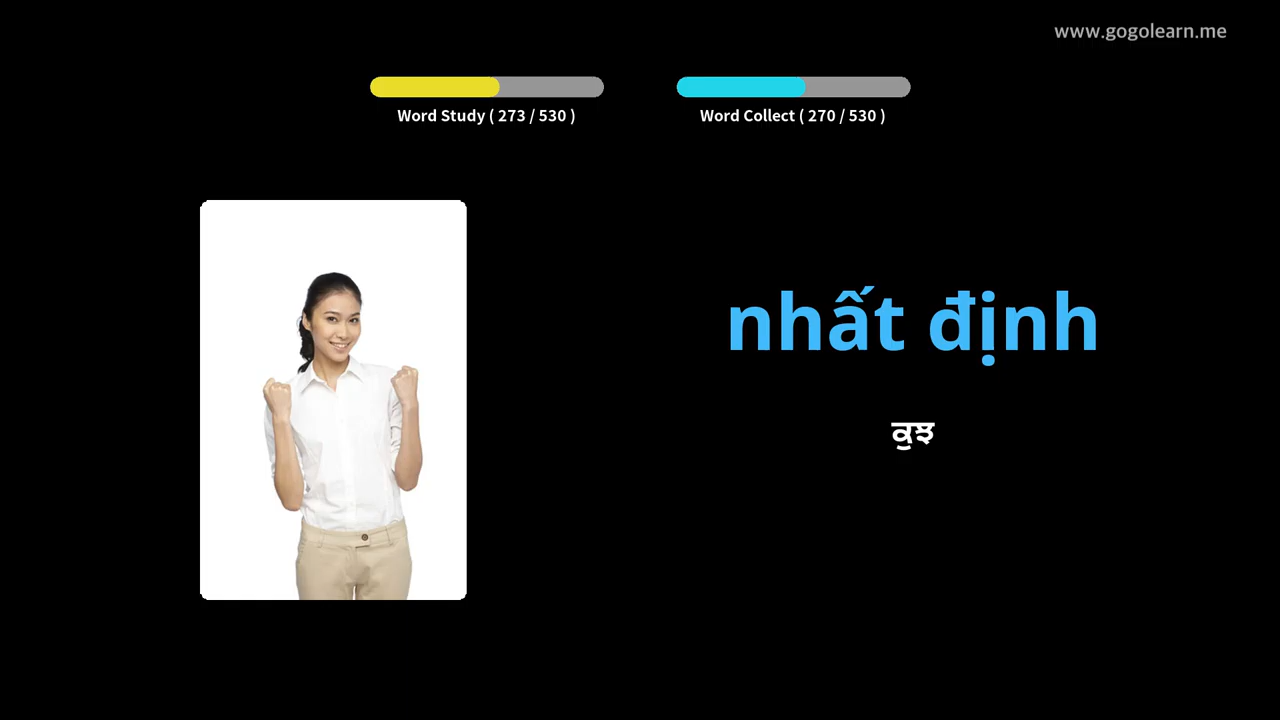 www.gogolearn.me
Word Study ( 273 / 530 )
Word Collect ( 270 / 530 )
nhất định
ਕੁਝ